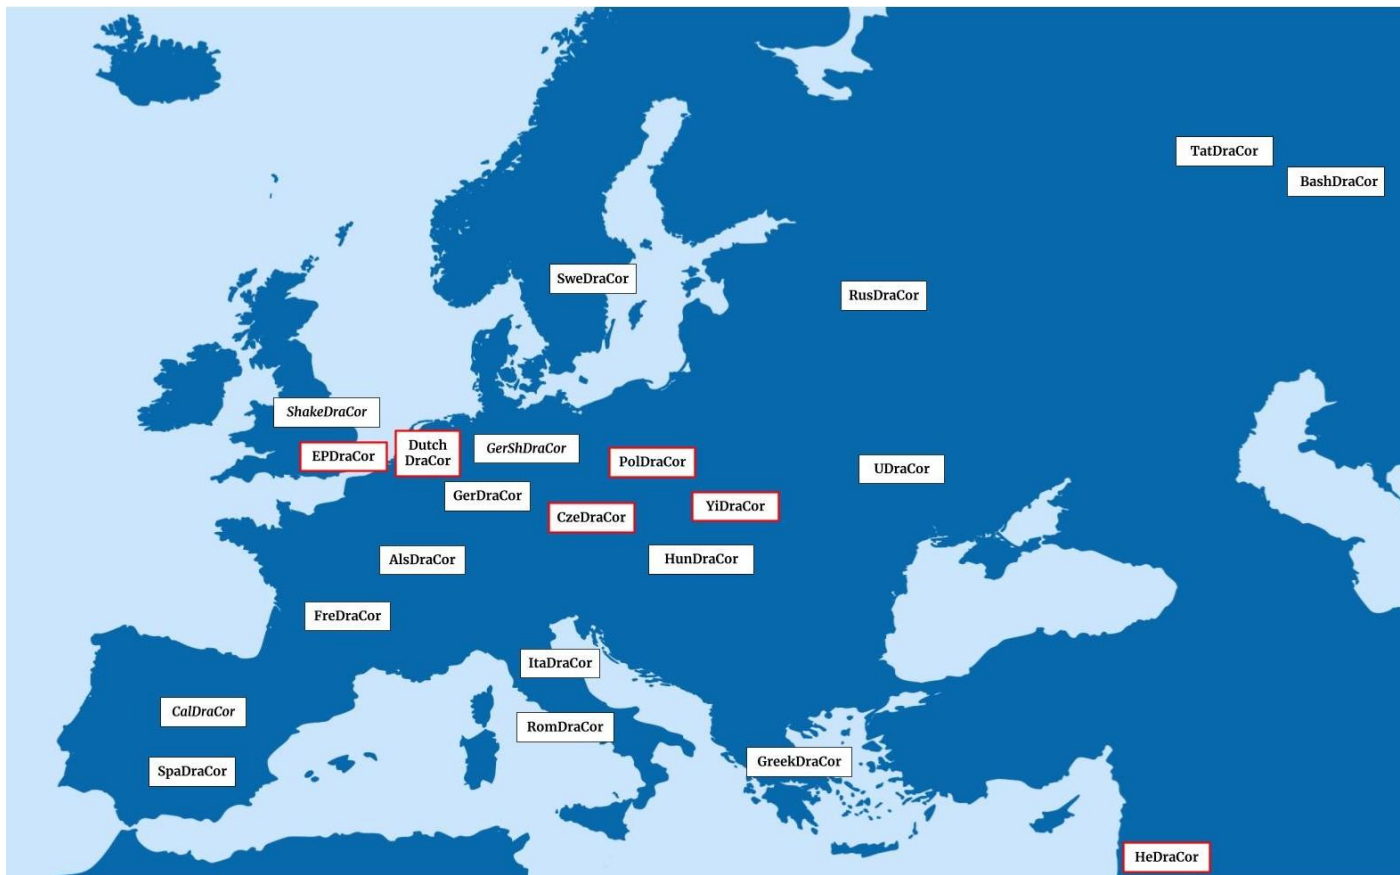 TatDraCor
BashDraCor
SweDraCor
RusDraCor
ShakeDraCor
EPDraCor
Dutch
DraCor
GerShDraCor
PolDraCor
UDraCor
GerDraCor
CzeDraCor
YiDraCor
AlsDraCor
HunDraCor
FreDraCor
ItaDraCor
CalDraCor
RomDraCor
SpaDraCor
GreekDraCor
HeDraCor